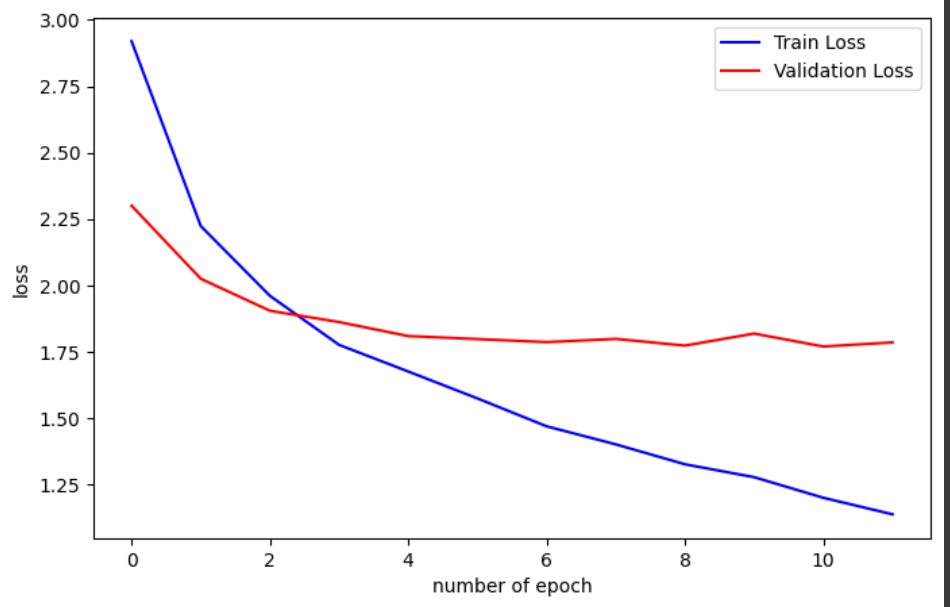 3.00
2.75
2.50
2.25
2.00
1.75
1.50
1.25
loss
Train Loss
Validation Loss
0 2 4 6 8 10
number of epoch